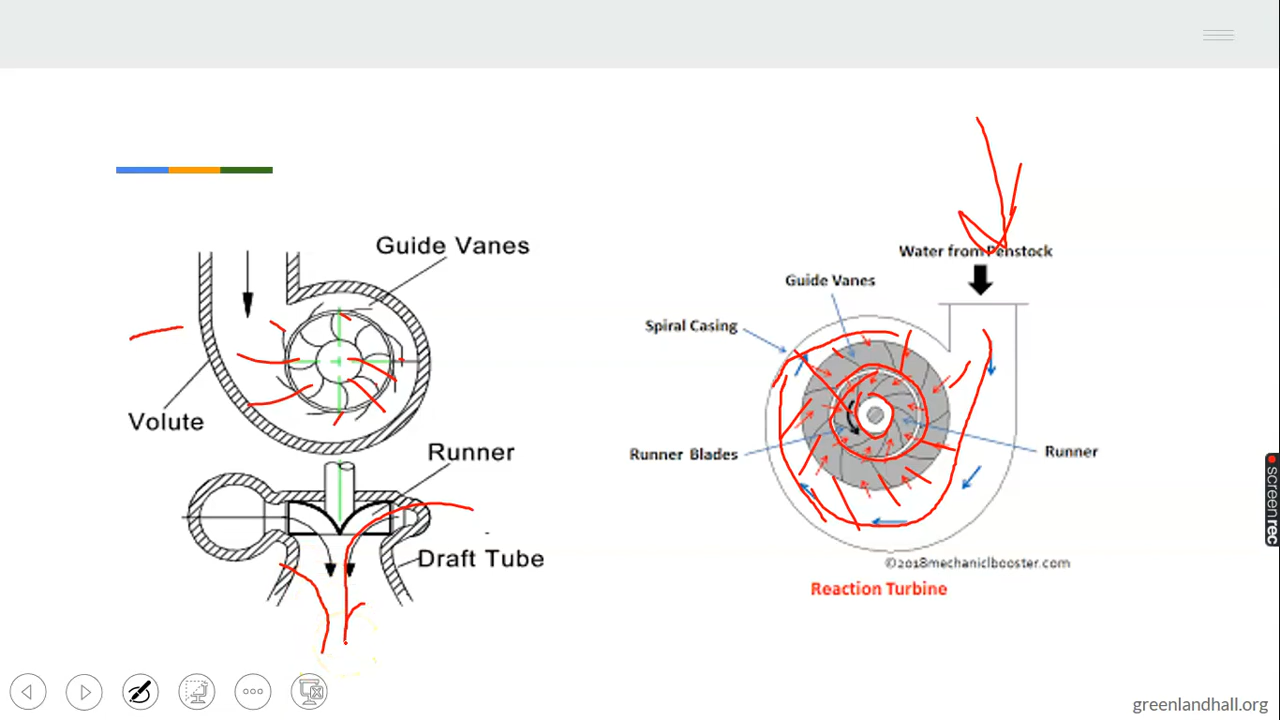 Guide Vanes
Volute
Runner
Draft Tube
Water from Penstock
Guide Vanes
Spiral Casing
Runner Blades
Runner
©2018mechaniclbooster.com
Reaction Turbine
screenrec
greenlandhall.org